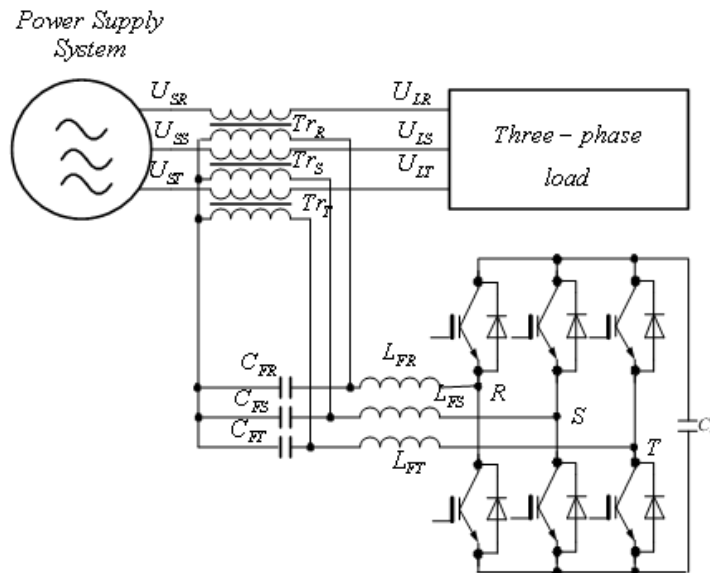 Power Supply
System
U_SR
U_LR
Tr_R
U_SS
U_LS
Tr_S
U_ST
U_LT
Tr_T
Three – phase
load
C_FR
L_FR
R
L_FS
C_FS
S
C_FT
T
L_FT
C